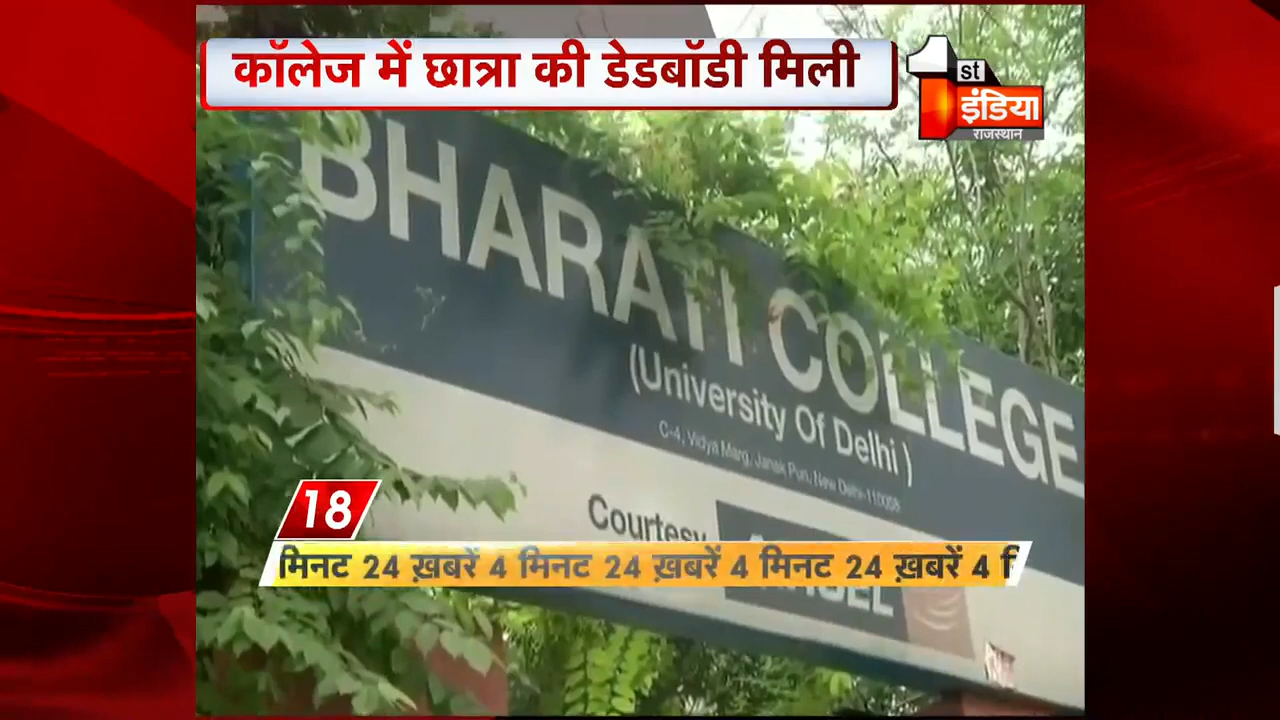 कॉलेज में छात्रा की डेडबॉडी मिली
1st
इंडिया
राजस्थान
BHARATI COLLEGE
(University Of Delhi )
C-4, Vidya Marg, Janak Puri, New Delhi-110058
Courtesy
18
मिनट 24 ख़बरें 4 मिनट 24 ख़बरें 4 मिनट 24 ख़बरें 4